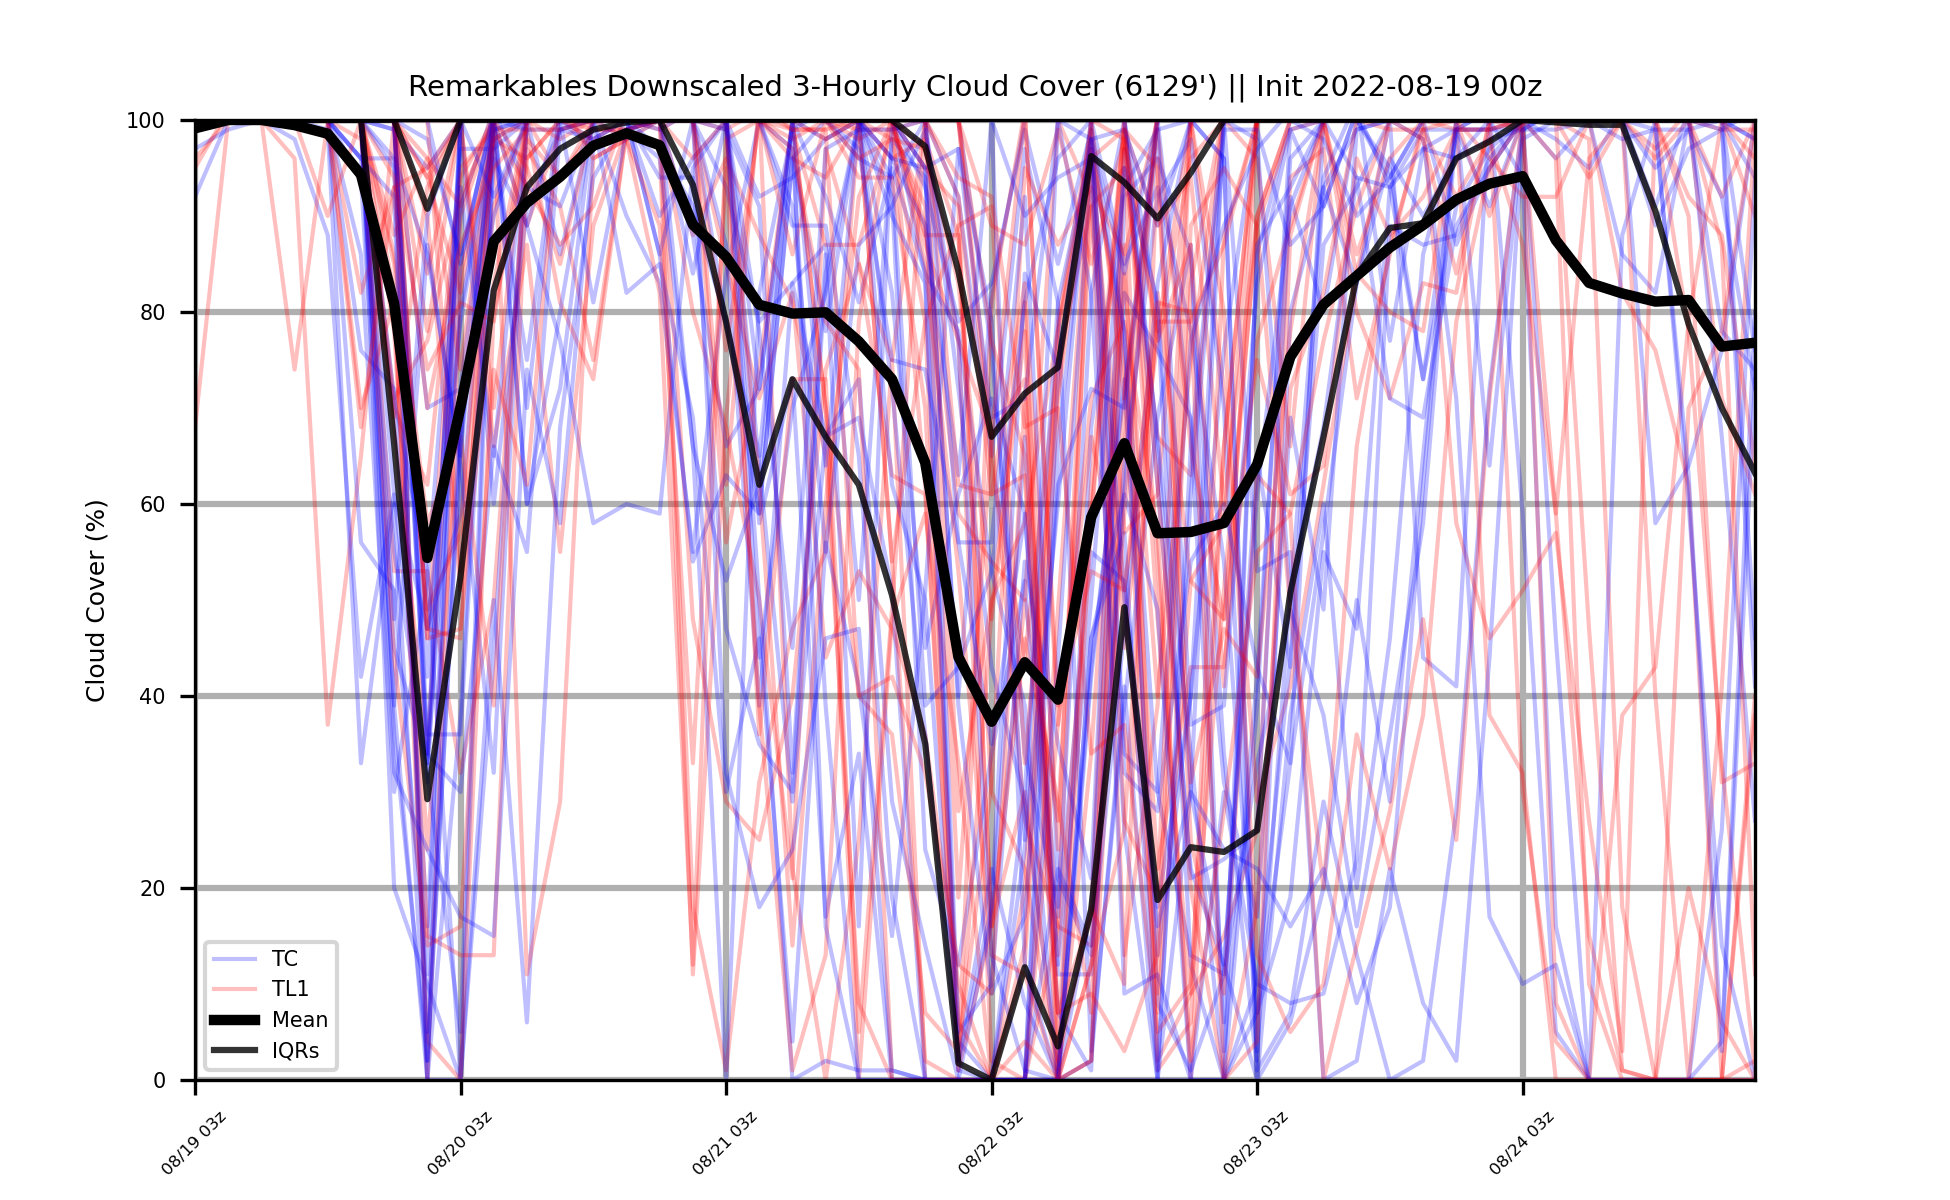 Remarkables Downscaled 3-Hourly Cloud Cover (6129') || Init 2022-08-19 00z
Cloud Cover (%)
100
80
60
40
20
0
TC
TL1
Mean
IQRs
08/19 03z
08/20 03z
08/21 03z
08/22 03z
08/23 03z
08/24 03z